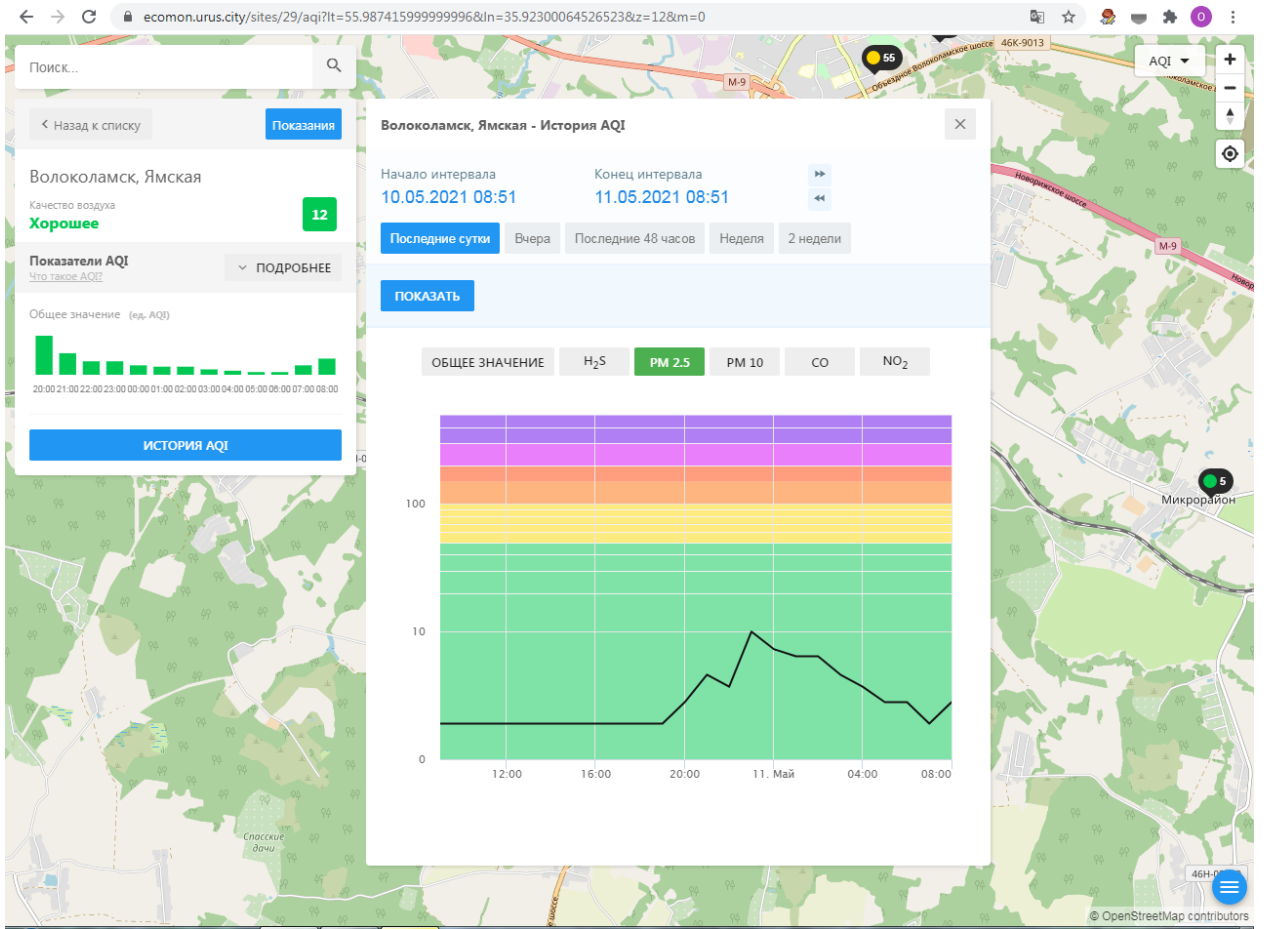 ecomon.urus.city/sites/29/aqi?lt=55.987415999999996&ln=35.92300064526523&z=12&m=0
О
Поиск...
Назад к списку
Показания
Волоколамск, Ямская
Качество воздуха
Хорошее
12
Показатели AQI
Что такое AQI?
ПОДРОБНЕЕ
Общее значение (ед. AQI)
20:00 21:00 22:00 23:00 00:00 01:00 02:00 03:00 04:00 05:00 06:00 07:00 08:00
ИСТОРИЯ AQI
Волоколамск, Ямская - История AQI
Начало интервала
Конец интервала
10.05.2021 08:51
11.05.2021 08:51
Последние сутки
Вчера
Последние 48 часов
Неделя
2 недели
ПОКАЗАТЬ
ОБЩЕЕ ЗНАЧЕНИЕ
H2S
PM 2.5
PM 10
CO
NO2
100
10
0
12:00
16:00
20:00
11. Май
04:00
08:00
М-9
55
Объездное Волоколамское шоссе
46К-9013
AQI
Новорижское шоссе
М-9
5
Микрорайон
Спасские
дачи
© OpenStreetMap contributors